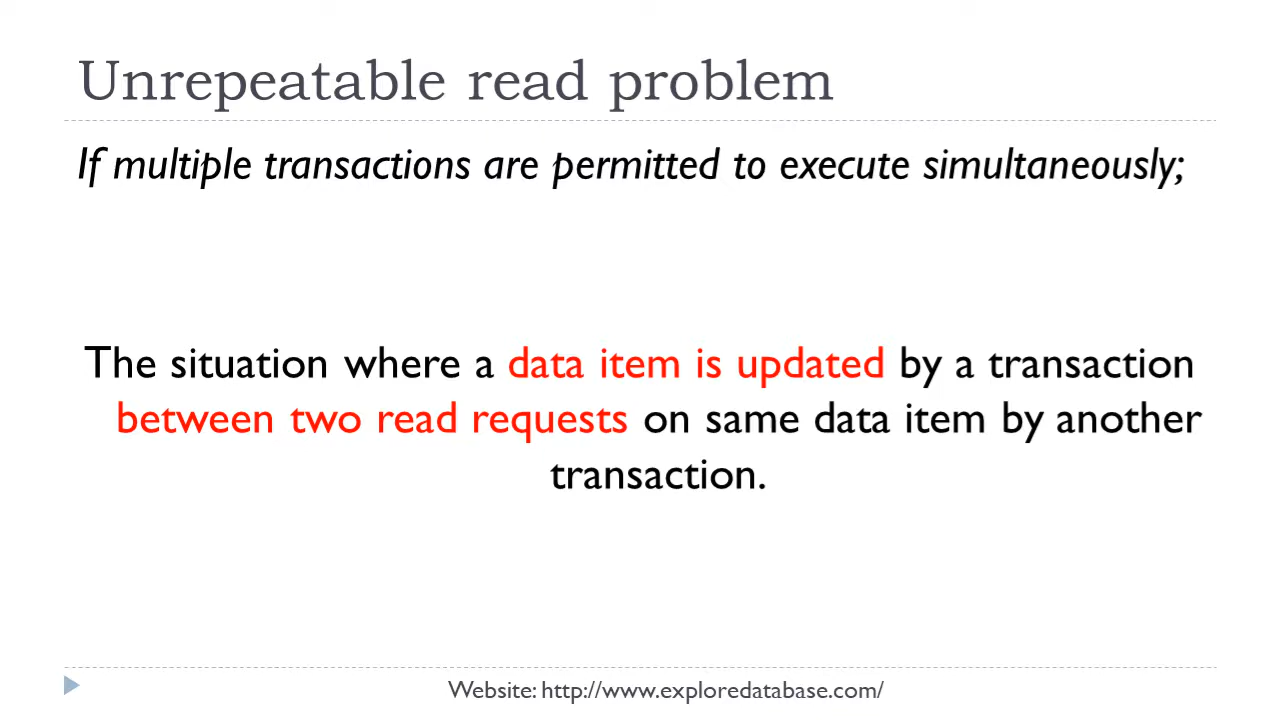 Unrepeatable read problem
If multiple transactions are permitted to execute simultaneously;
The situation where a data item is updated by a transaction
between two read requests on same data item by another
transaction.
Website: http://www.exploredatabase.com/